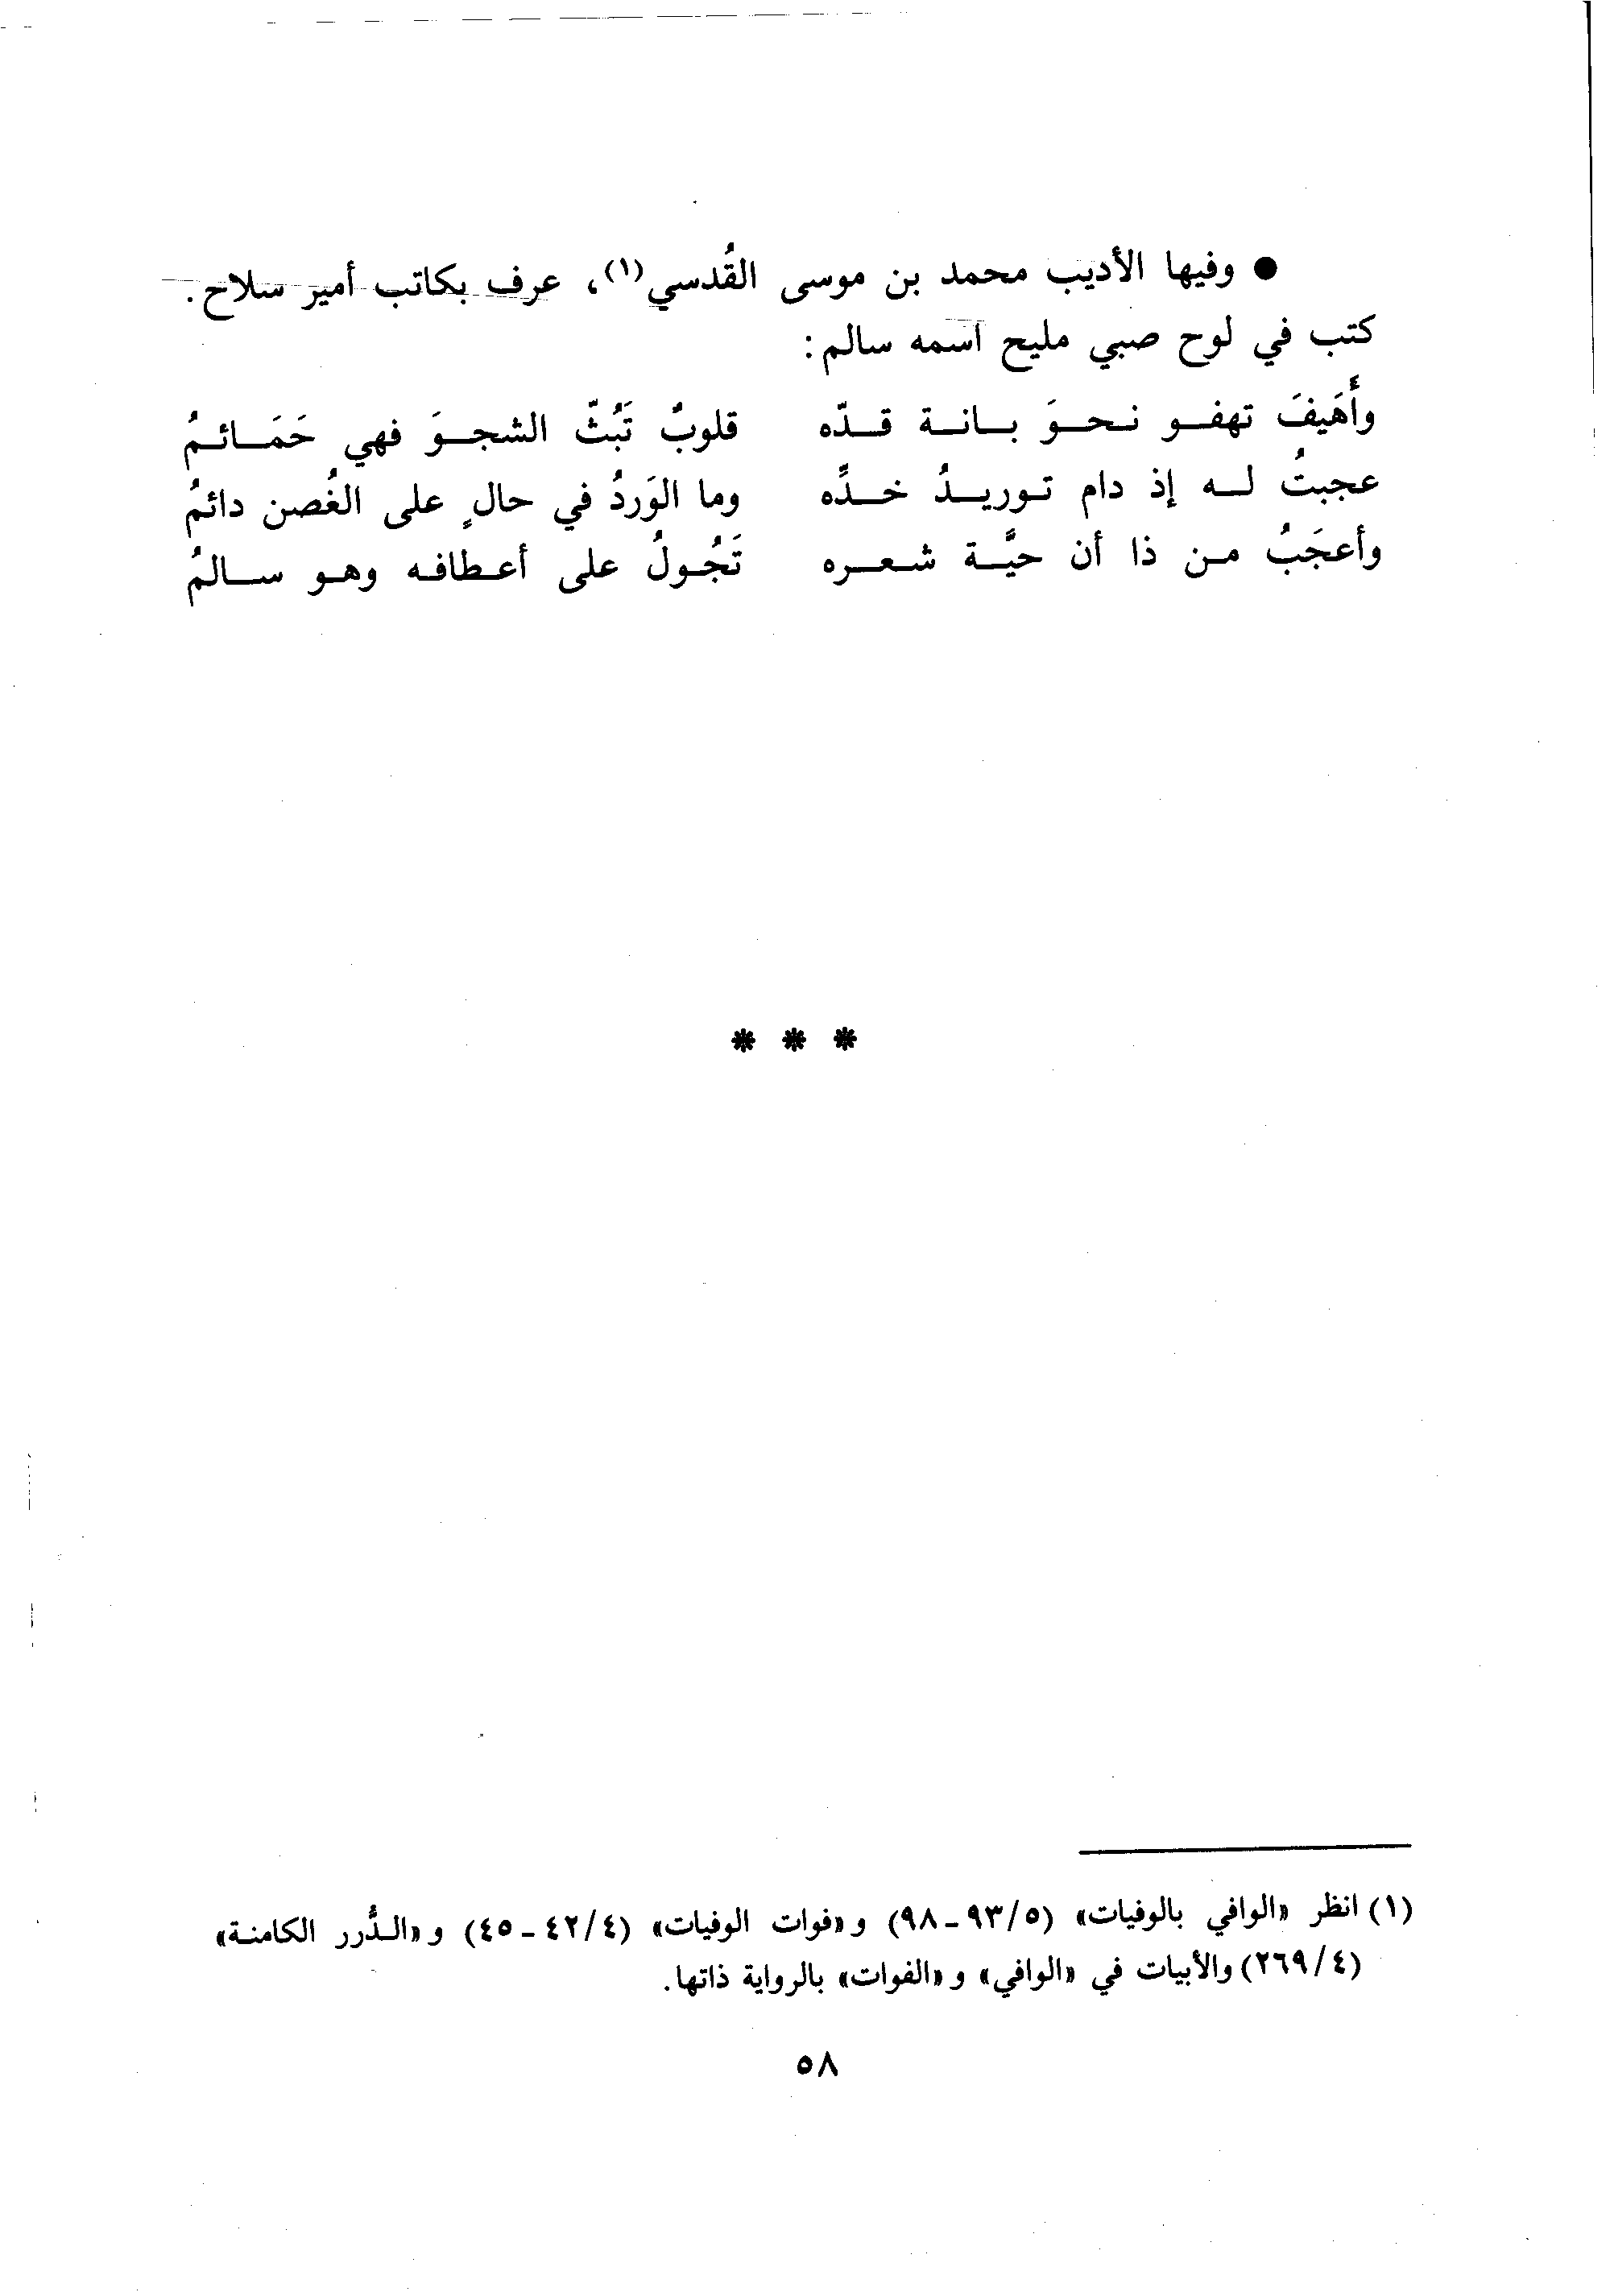 ● وفيها الأديب محمد بن موسى القُدسي(١)، عرف بكاتب أمير سلاح.
كتب في لوح صبي مليح اسمه سالم:
وأَهَيفَ تهفو نحوَ بانة قدّه قلوبٌ تَبُثّ الشجوَ فهي حَمَائمُ
عجبتُ له إذ دام توريدُ خدِّه وما الوَردُ في حالٍ على الغُصن دائمُ
وأعجَبُ من ذا أن حيَّة شعره تَجُولُ على أعطافه وهو سالمُ
* * *
(١) انظر «الوافي بالوفيات» (٥/ ٩٣ ـ ٩٨) و«فوات الوفيات» (٤/ ٤٢ ـ ٤٥) و«الدُّرر الكامنة»
(٤/ ٢٦٩) والأبيات في «الوافي» و«الفوات» بالرواية ذاتها.
٥٨